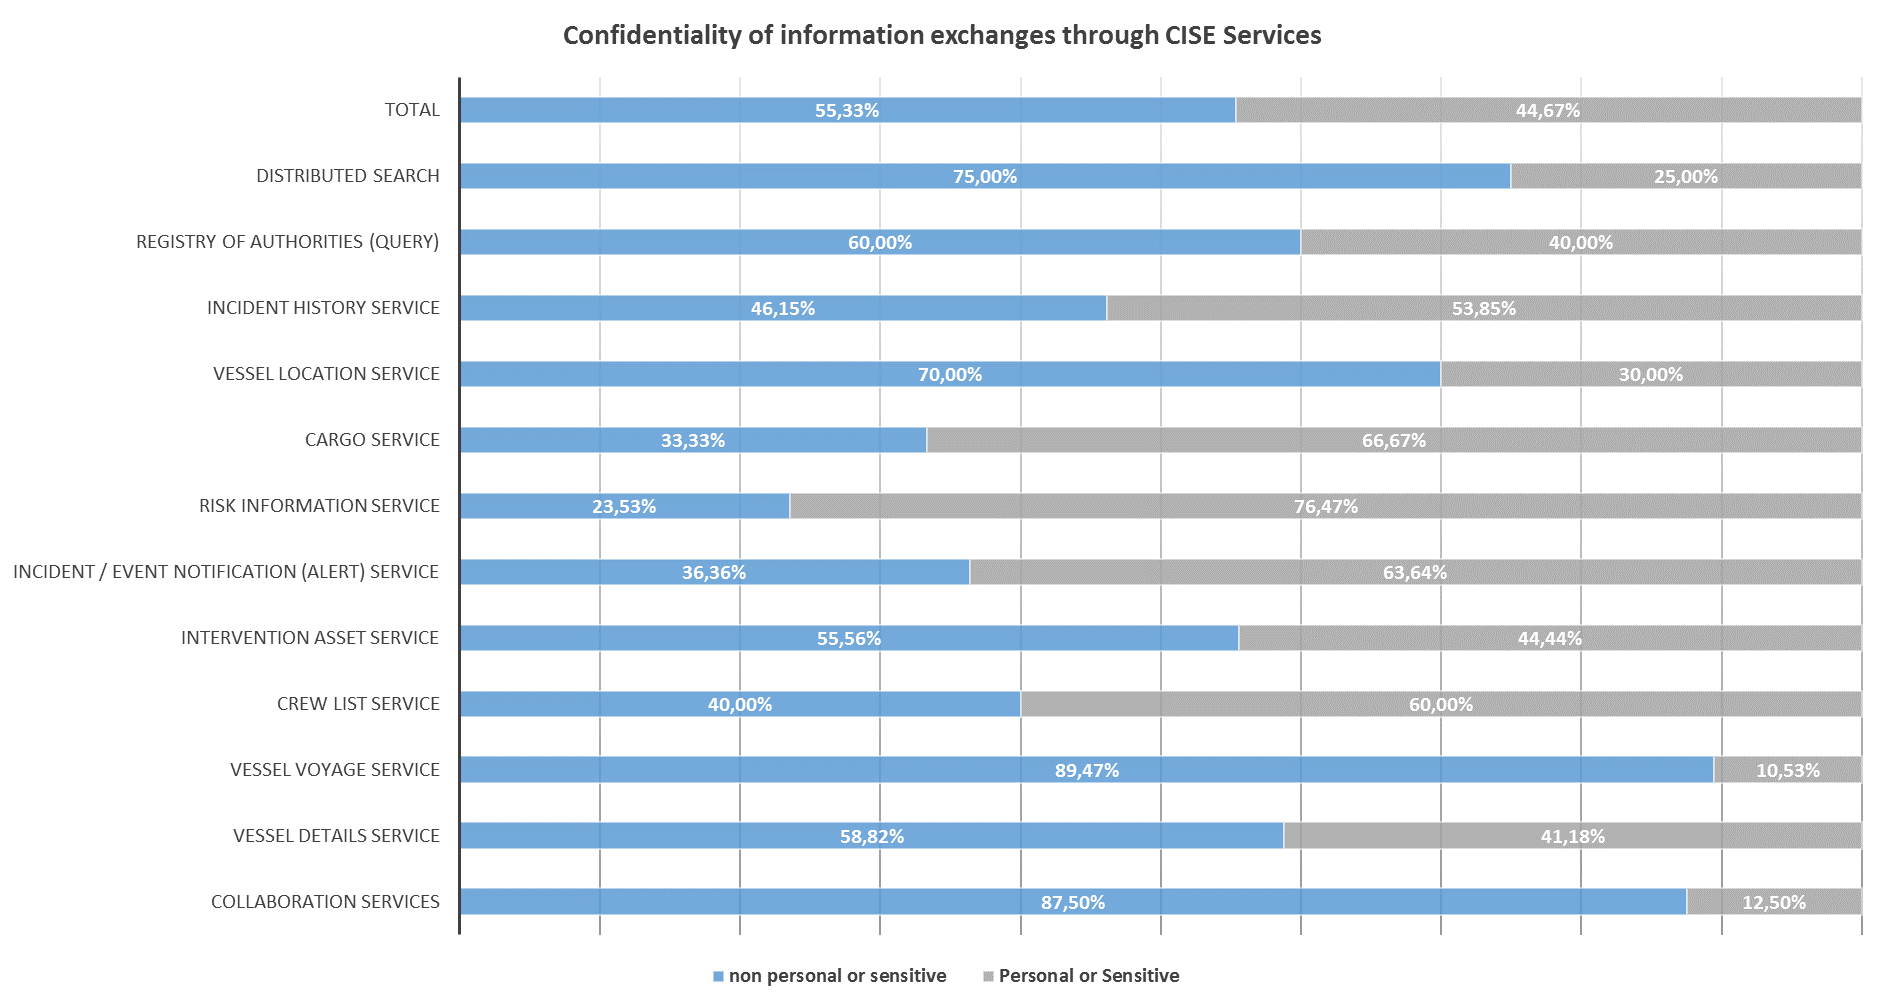 Confidentiality of information exchanges through CISE Services
TOTAL 55,33% 44,67%
DISTRIBUTED SEARCH 75,00% 25,00%
REGISTRY OF AUTHORITIES (QUERY) 60,00% 40,00%
INCIDENT HISTORY SERVICE 46,15% 53,85%
VESSEL LOCATION SERVICE 70,00% 30,00%
CARGO SERVICE 33,33% 66,67%
RISK INFORMATION SERVICE 23,53% 76,47%
INCIDENT / EVENT NOTIFICATION (ALERT) SERVICE 36,36% 63,64%
INTERVENTION ASSET SERVICE 55,56% 44,44%
CREW LIST SERVICE 40,00% 60,00%
VESSEL VOYAGE SERVICE 89,47% 10,53%
VESSEL DETAILS SERVICE 58,82% 41,18%
COLLABORATION SERVICES 87,50% 12,50%
non personal or sensitive Personal or Sensitive